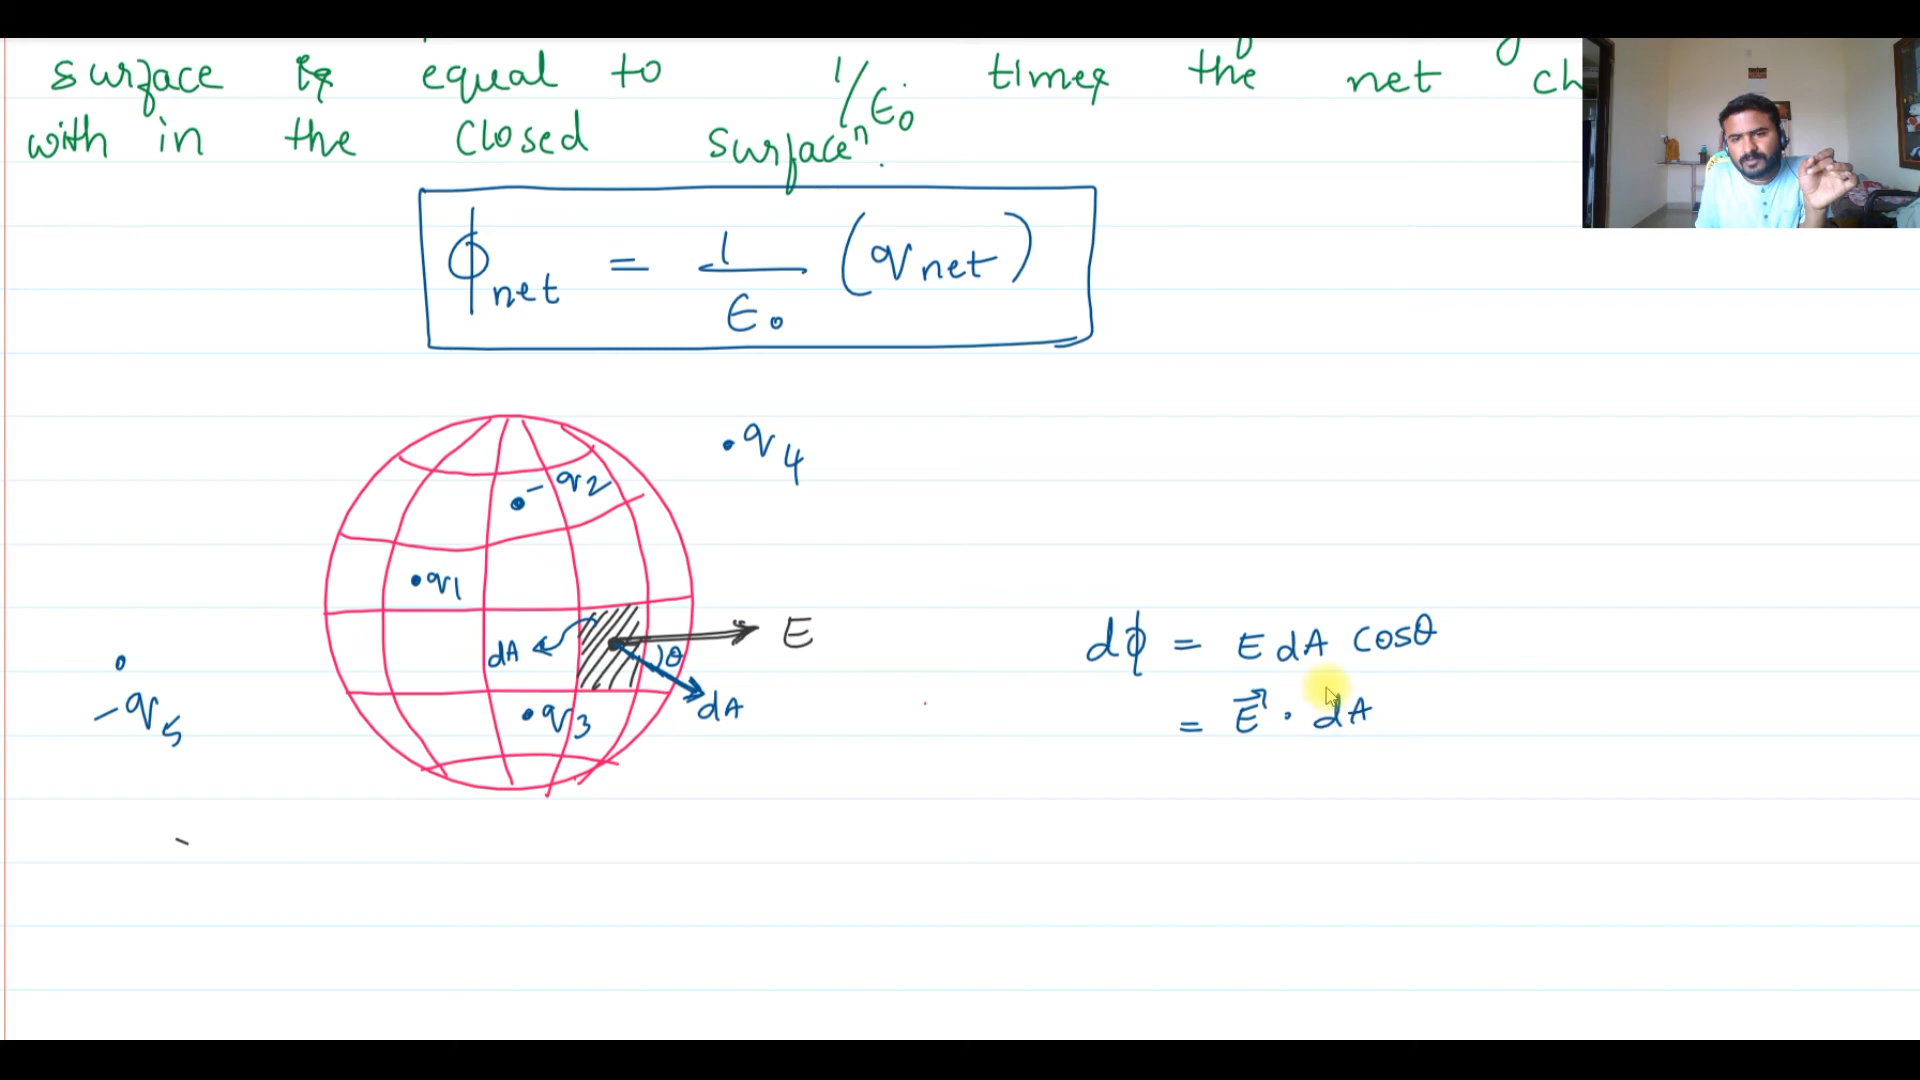 surface is equal to 1/ϵ₀ times the net ch
with in the closed surfaceⁿ.
ϕnet = 1/ϵ₀ (qnet)
q4
-q2
q1
E
dϕ = E dA cosθ
dA θ
-q5 q3 dA
= E⃗ · dA